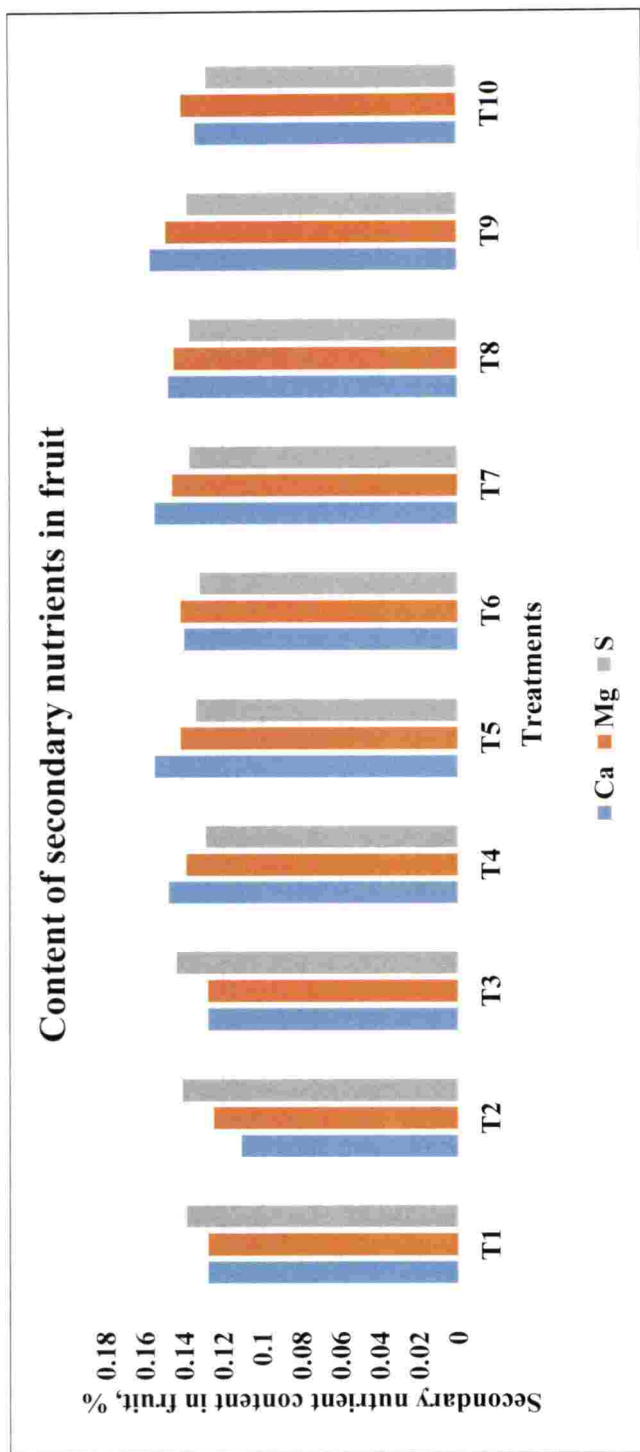 Content of secondary nutrients in fruit
Secondary nutrient content in fruit, %
0.18
0.16
0.14
0.12
0.1
0.08
0.06
0.04
0.02
0
T1 T2 T3 T4 T5 T6 T7 T8 T9 T10
Treatments
Ca Mg S